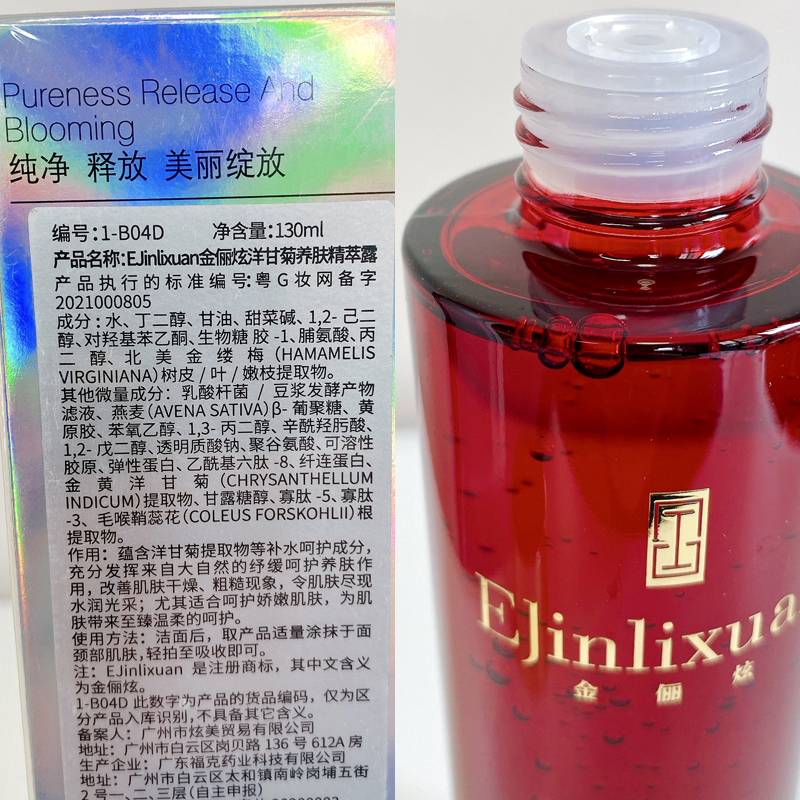 Pureness Release And
Blooming
纯净 释放 美丽绽放
编号:1-B04D 净含量:130ml
产品名称:EJinlixuan金俪炫洋甘菊养肤精萃露
产品执行的标准编号:粤G妆网备字
2021000805
成分:水、丁二醇、甘油、甜菜碱、1,2-己二
醇、对羟基苯乙酮、生物糖胶-1、脯氨酸、丙
二醇、北美金缕梅(HAMAMELIS
VIRGINIANA)树皮/叶/嫩枝提取物。
其他微量成分:乳酸杆菌/豆浆发酵产物
滤液、燕麦(AVENA SATIVA)β-葡聚糖、黄
原胶、苯氧乙醇、1,3-丙二醇、辛酰羟肟酸、
1,2-戊二醇、透明质酸钠、聚谷氨酸、可溶性
胶原、弹性蛋白、乙酰基六肽-8、纤连蛋白、
金黄洋甘菊(CHRYSANTHELLUM
INDICUM)提取物、甘露糖醇、寡肽-5、寡肽
-3、毛喉鞘蕊花(COLEUS FORSKOHLII)根
提取物。
作用:蕴含洋甘菊提取物等补水呵护成分,
充分发挥来自大自然的纾缓呵护养肤作
用,改善肌肤干燥、粗糙现象,令肌肤尽现
水润光采;尤其适合呵护娇嫩肌肤,为肌
肤带来至臻温柔的呵护。
使用方法:洁面后,取产品适量涂抹于面
颈部肌肤,轻拍至吸收即可。
注:EJinlixuan 是注册商标,其中文含义
为金俪炫。
1-B04D 此数字为产品的货品编码,仅为区
分产品入库识别,不具备其它含义。
备案人:广州市炫美贸易有限公司
地址:广州市白云区岗贝路 136 号 612A 房
生产企业:广东福克药业科技有限公司
地址:广州市白云区太和镇南岭岗埔五街
2号一、二、三层(自主申报)
EJinlixua
金俪炫